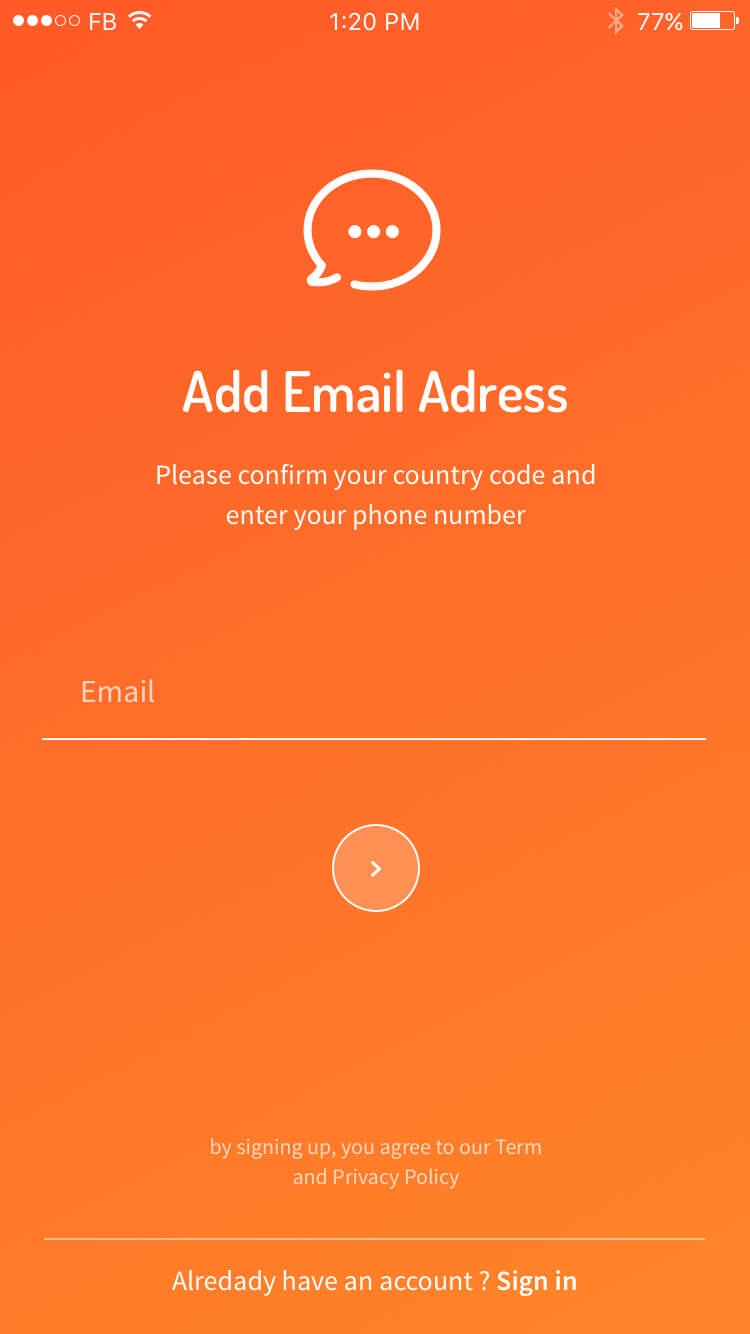 FB 1:20 PM 77%
Add Email Adress
Please confirm your country code and
enter your phone number
Email
by signing up, you agree to our Term
and Privacy Policy
Alredady have an account ? Sign in